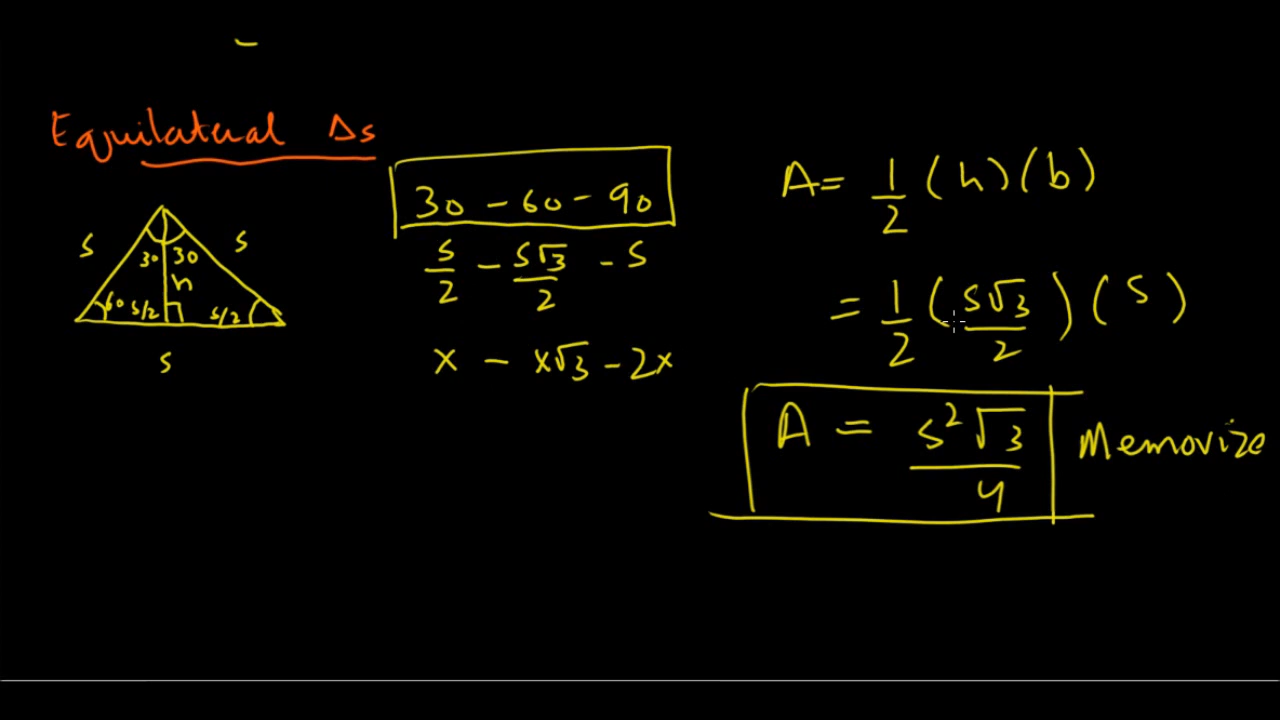 Equilateral Δs
s s
30 30
h
60 s/2 s/2
s
30 - 60 - 90
s/2 - s√3/2 - s
x - x√3 - 2x
A = 1/2 (h)(b)
= 1/2 (s√3/2)(s)
A = s²√3/4 Memorize